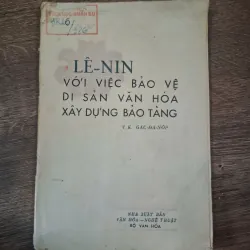 LÊ-NIN
VỚI VIỆC BẢO VỆ
DI SẢN VĂN HÓA
XÂY DỰNG BẢO TÀNG
NHÀ XUẤT BẢN
VĂN HÓA — NGHỆ THUẬT
BỘ VĂN HÓA